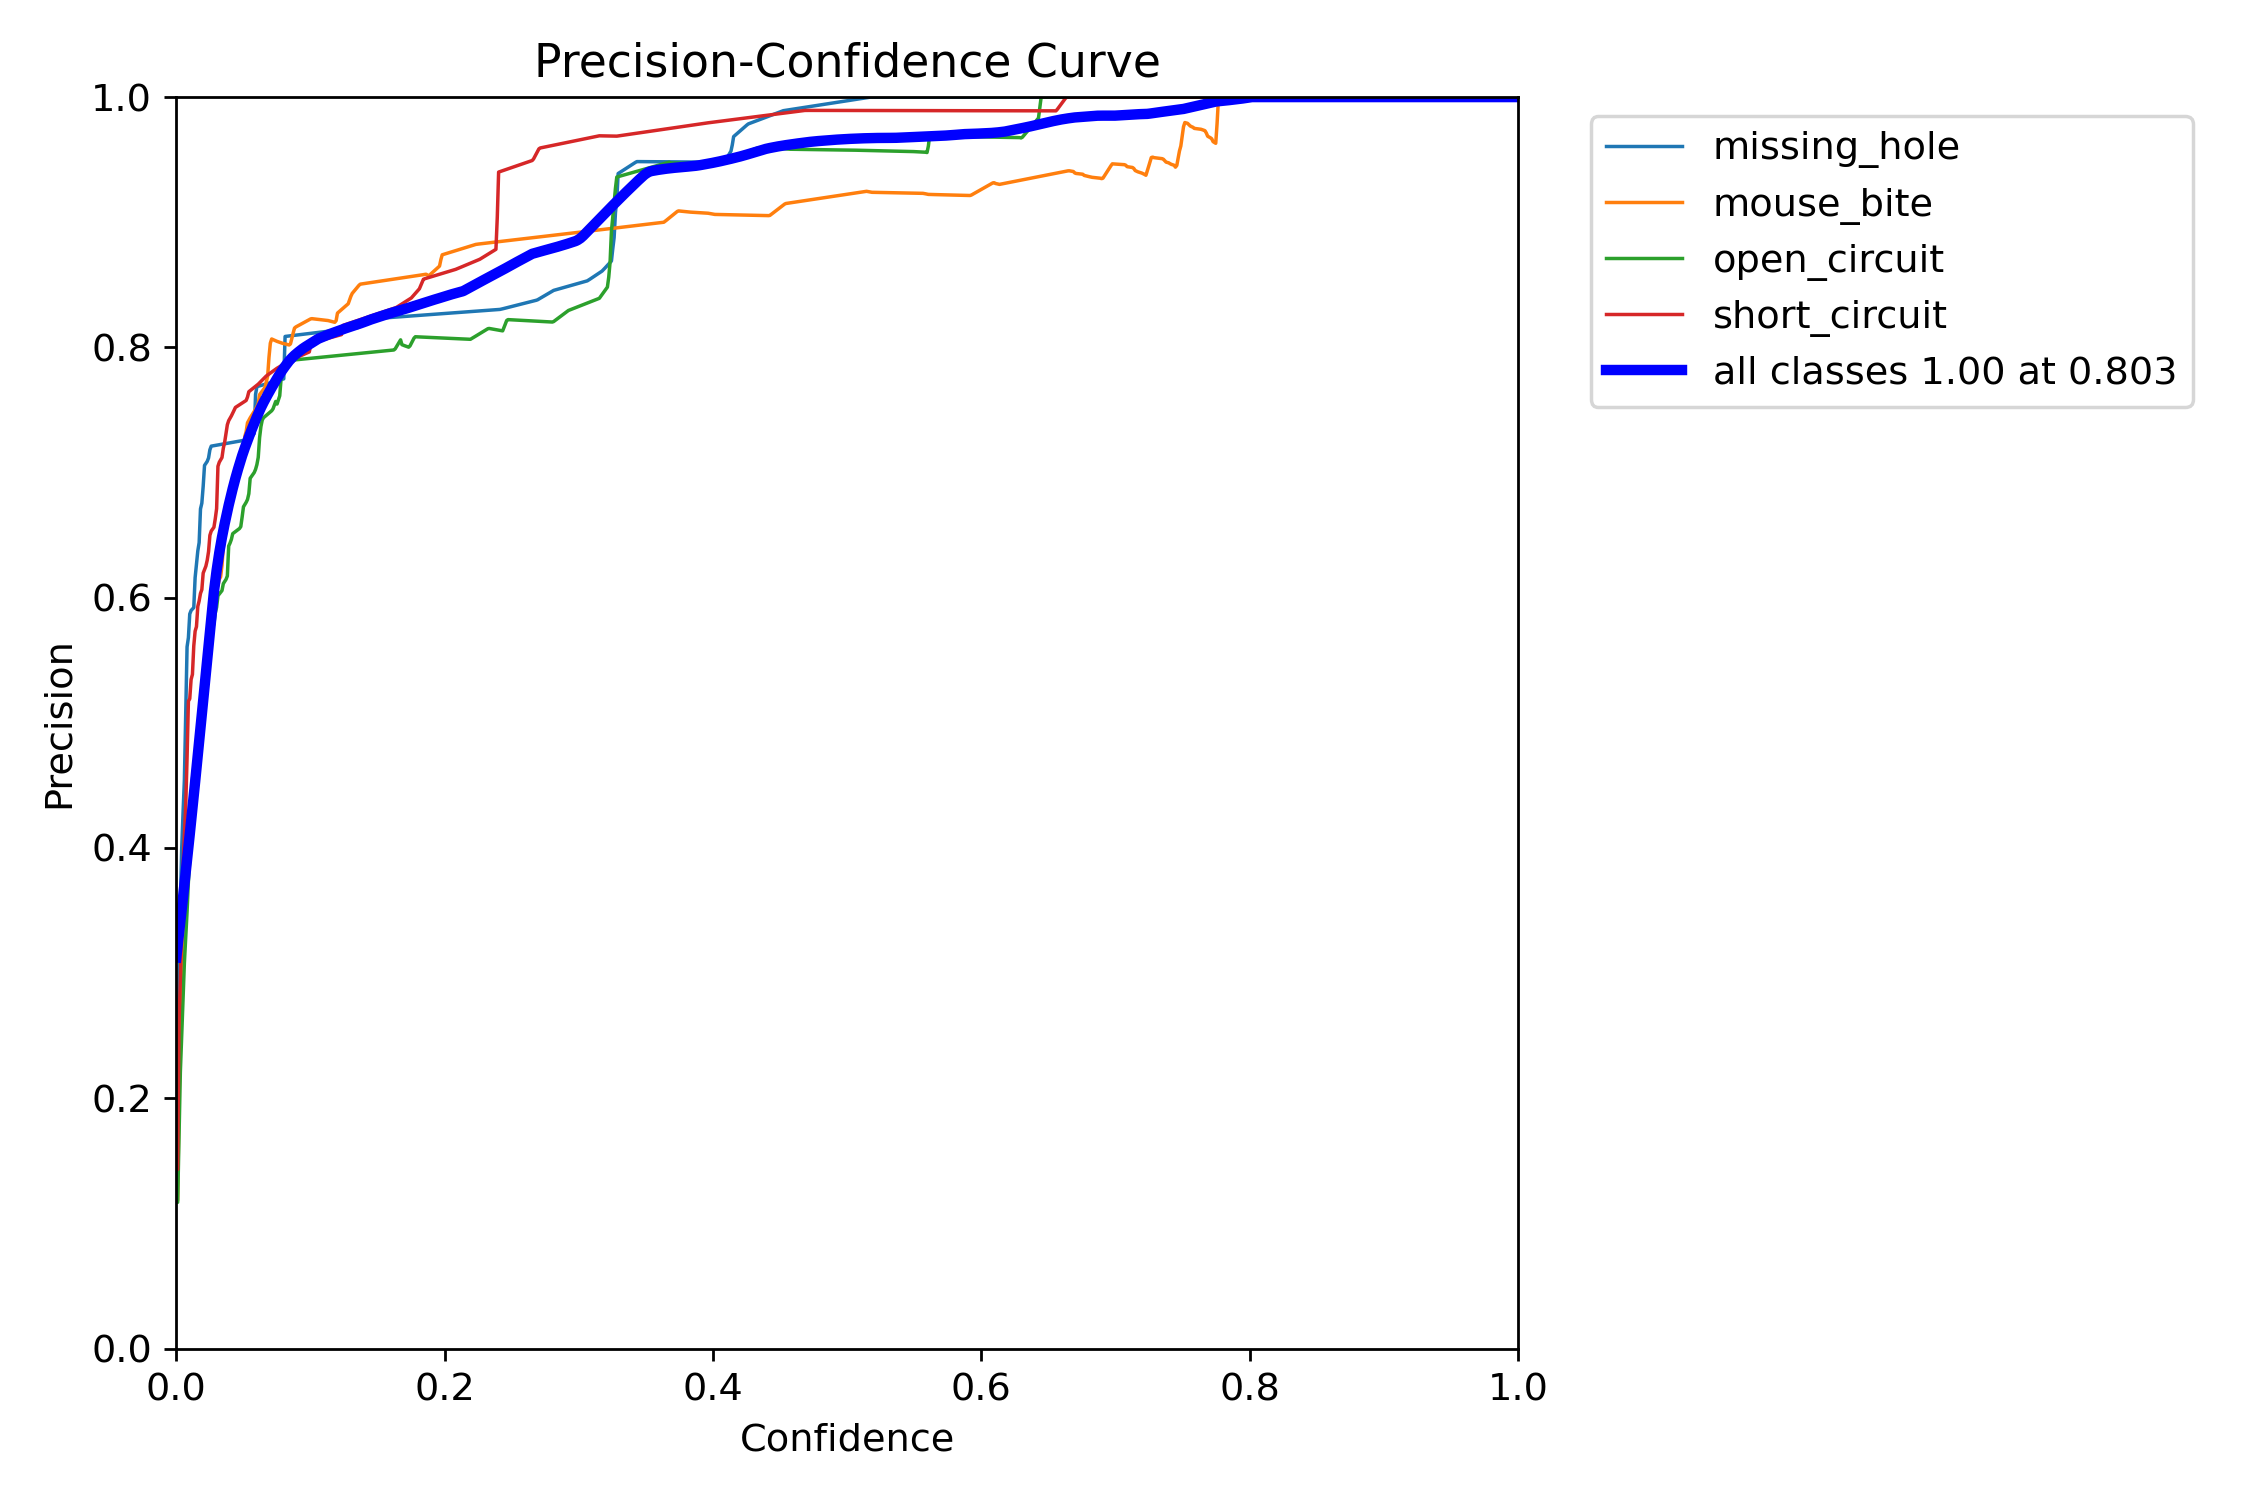 Precision-Confidence Curve
1.0
0.8
0.6
0.4
0.2
0.0
Precision
0.0 0.2 0.4 0.6 0.8 1.0
Confidence
missing_hole
mouse_bite
open_circuit
short_circuit
all classes 1.00 at 0.803